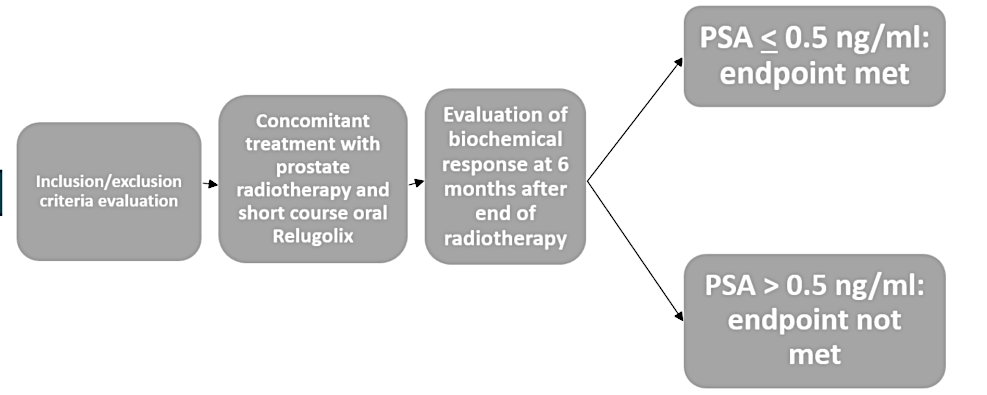 Inclusion/exclusion
criteria evaluation
Concomitant
treatment with
prostate
radiotherapy and
short course oral
Relugolix
Evaluation of
biochemical
response at 6
months after
end of
radiotherapy
PSA ≤ 0.5 ng/ml:
endpoint met
PSA > 0.5 ng/ml:
endpoint not
met